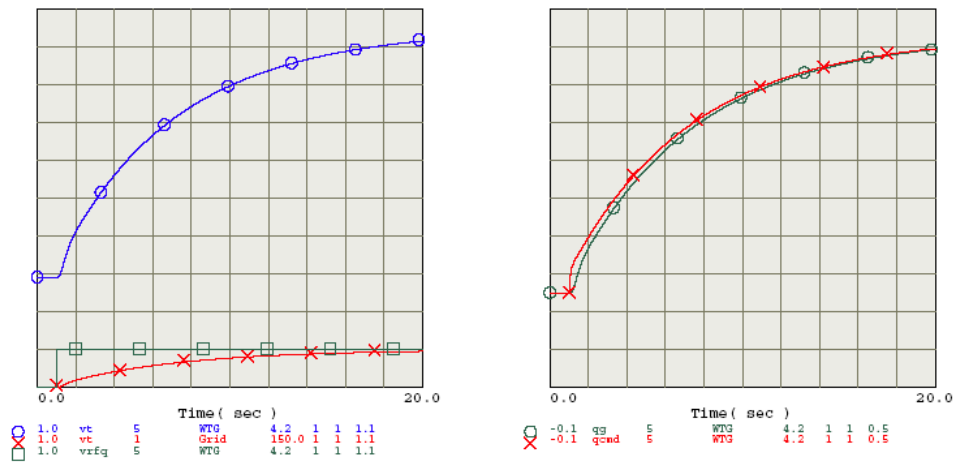 0.0 20.0
Time( sec )
1.0 vt 5 WTG 4.2 1 1 1.1
1.0 vt 1 Grid 150.0 1 1 1.1
1.0 vrfq 5 WTG 4.2 1 1 1.1
0.0 20.0
Time( sec )
-0.1 qg 5 WTG 4.2 1 1 0.5
-0.1 qcmd 5 WTG 4.2 1 1 0.5